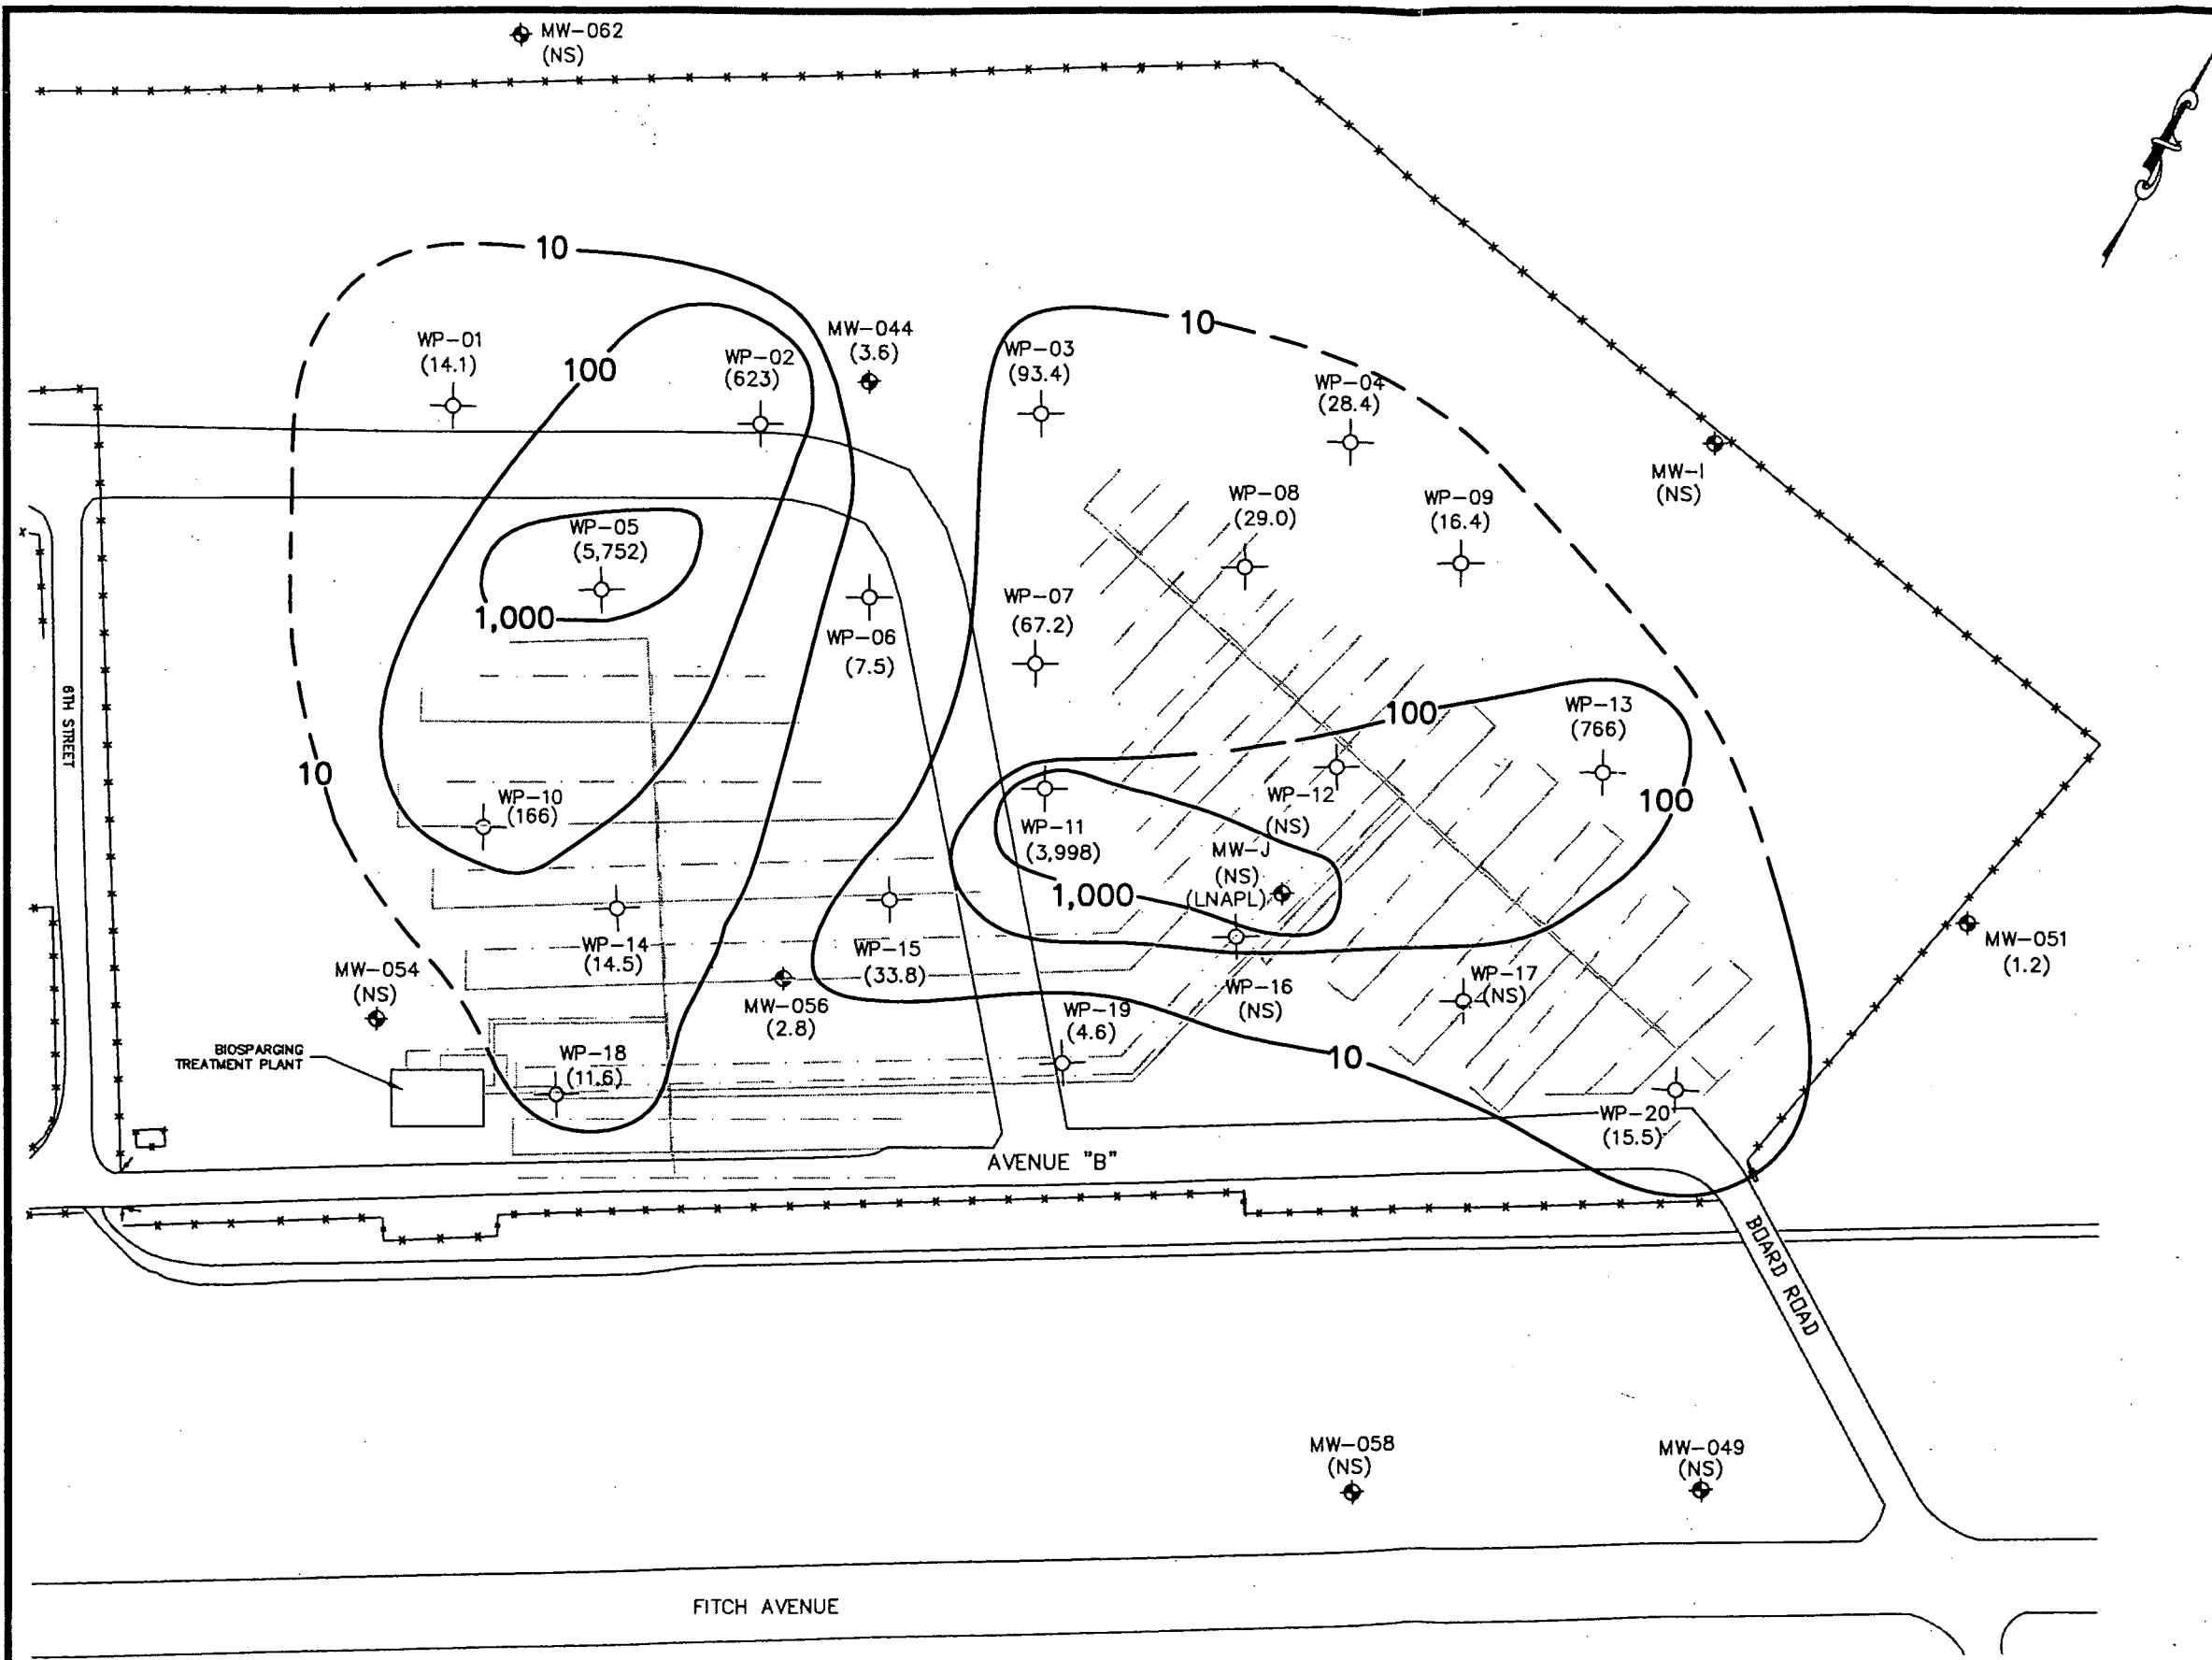 MW-062
(NS)
10
10
WP-01
(14.1)
100
WP-02
(623)
MW-044
(3.6)
WP-03
(93.4)
WP-04
(28.4)
MW-I
(NS)
WP-05
(5,752)
1,000
WP-06
(7.5)
WP-07
(67.2)
WP-08
(29.0)
WP-09
(16.4)
6TH STREET
10
WP-10
(166)
100
WP-13
(766)
100
WP-11
(3,998)
WP-12
(NS)
MW-J
(NS)
(LNAPL)
1,000
WP-14
(14.5)
WP-15
(33.8)
MW-054
(NS)
MW-056
(2.8)
WP-16
(NS)
WP-17
(NS)
MW-051
(1.2)
WP-18
(11.6)
WP-19
(4.6)
10
BIOSPARGING
TREATMENT PLANT
WP-20
(15.5)
AVENUE "B"
BOARD ROAD
MW-058
(NS)
MW-049
(NS)
FITCH AVENUE